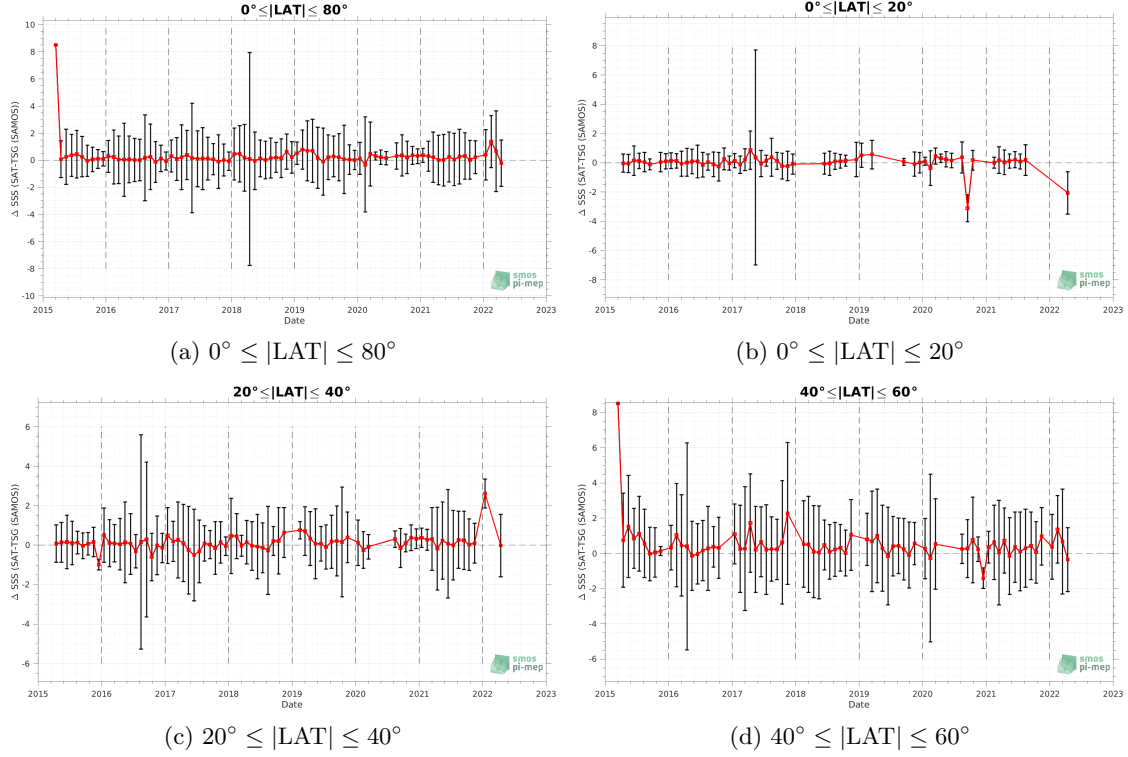 0°≤|LAT|≤ 80°
Δ SSS (SAT-TSG (SAMOS))
10
8
6
4
2
0
-2
-4
-6
-8
-10
2015 2016 2017 2018 2019 2020 2021 2022 2023
Date
smos
pi-mep
(a) 0° ≤ |LAT| ≤ 80°
0°≤|LAT|≤ 20°
Δ SSS (SAT-TSG (SAMOS))
8
6
4
2
0
-2
-4
-6
-8
2015 2016 2017 2018 2019 2020 2021 2022 2023
Date
smos
pi-mep
(b) 0° ≤ |LAT| ≤ 20°
20°≤|LAT|≤ 40°
Δ SSS (SAT-TSG (SAMOS))
6
4
2
0
-2
-4
-6
2015 2016 2017 2018 2019 2020 2021 2022 2023
Date
smos
pi-mep
(c) 20° ≤ |LAT| ≤ 40°
40°≤|LAT|≤ 60°
Δ SSS (SAT-TSG (SAMOS))
8
6
4
2
0
-2
-4
-6
2015 2016 2017 2018 2019 2020 2021 2022 2023
Date
smos
pi-mep
(d) 40° ≤ |LAT| ≤ 60°